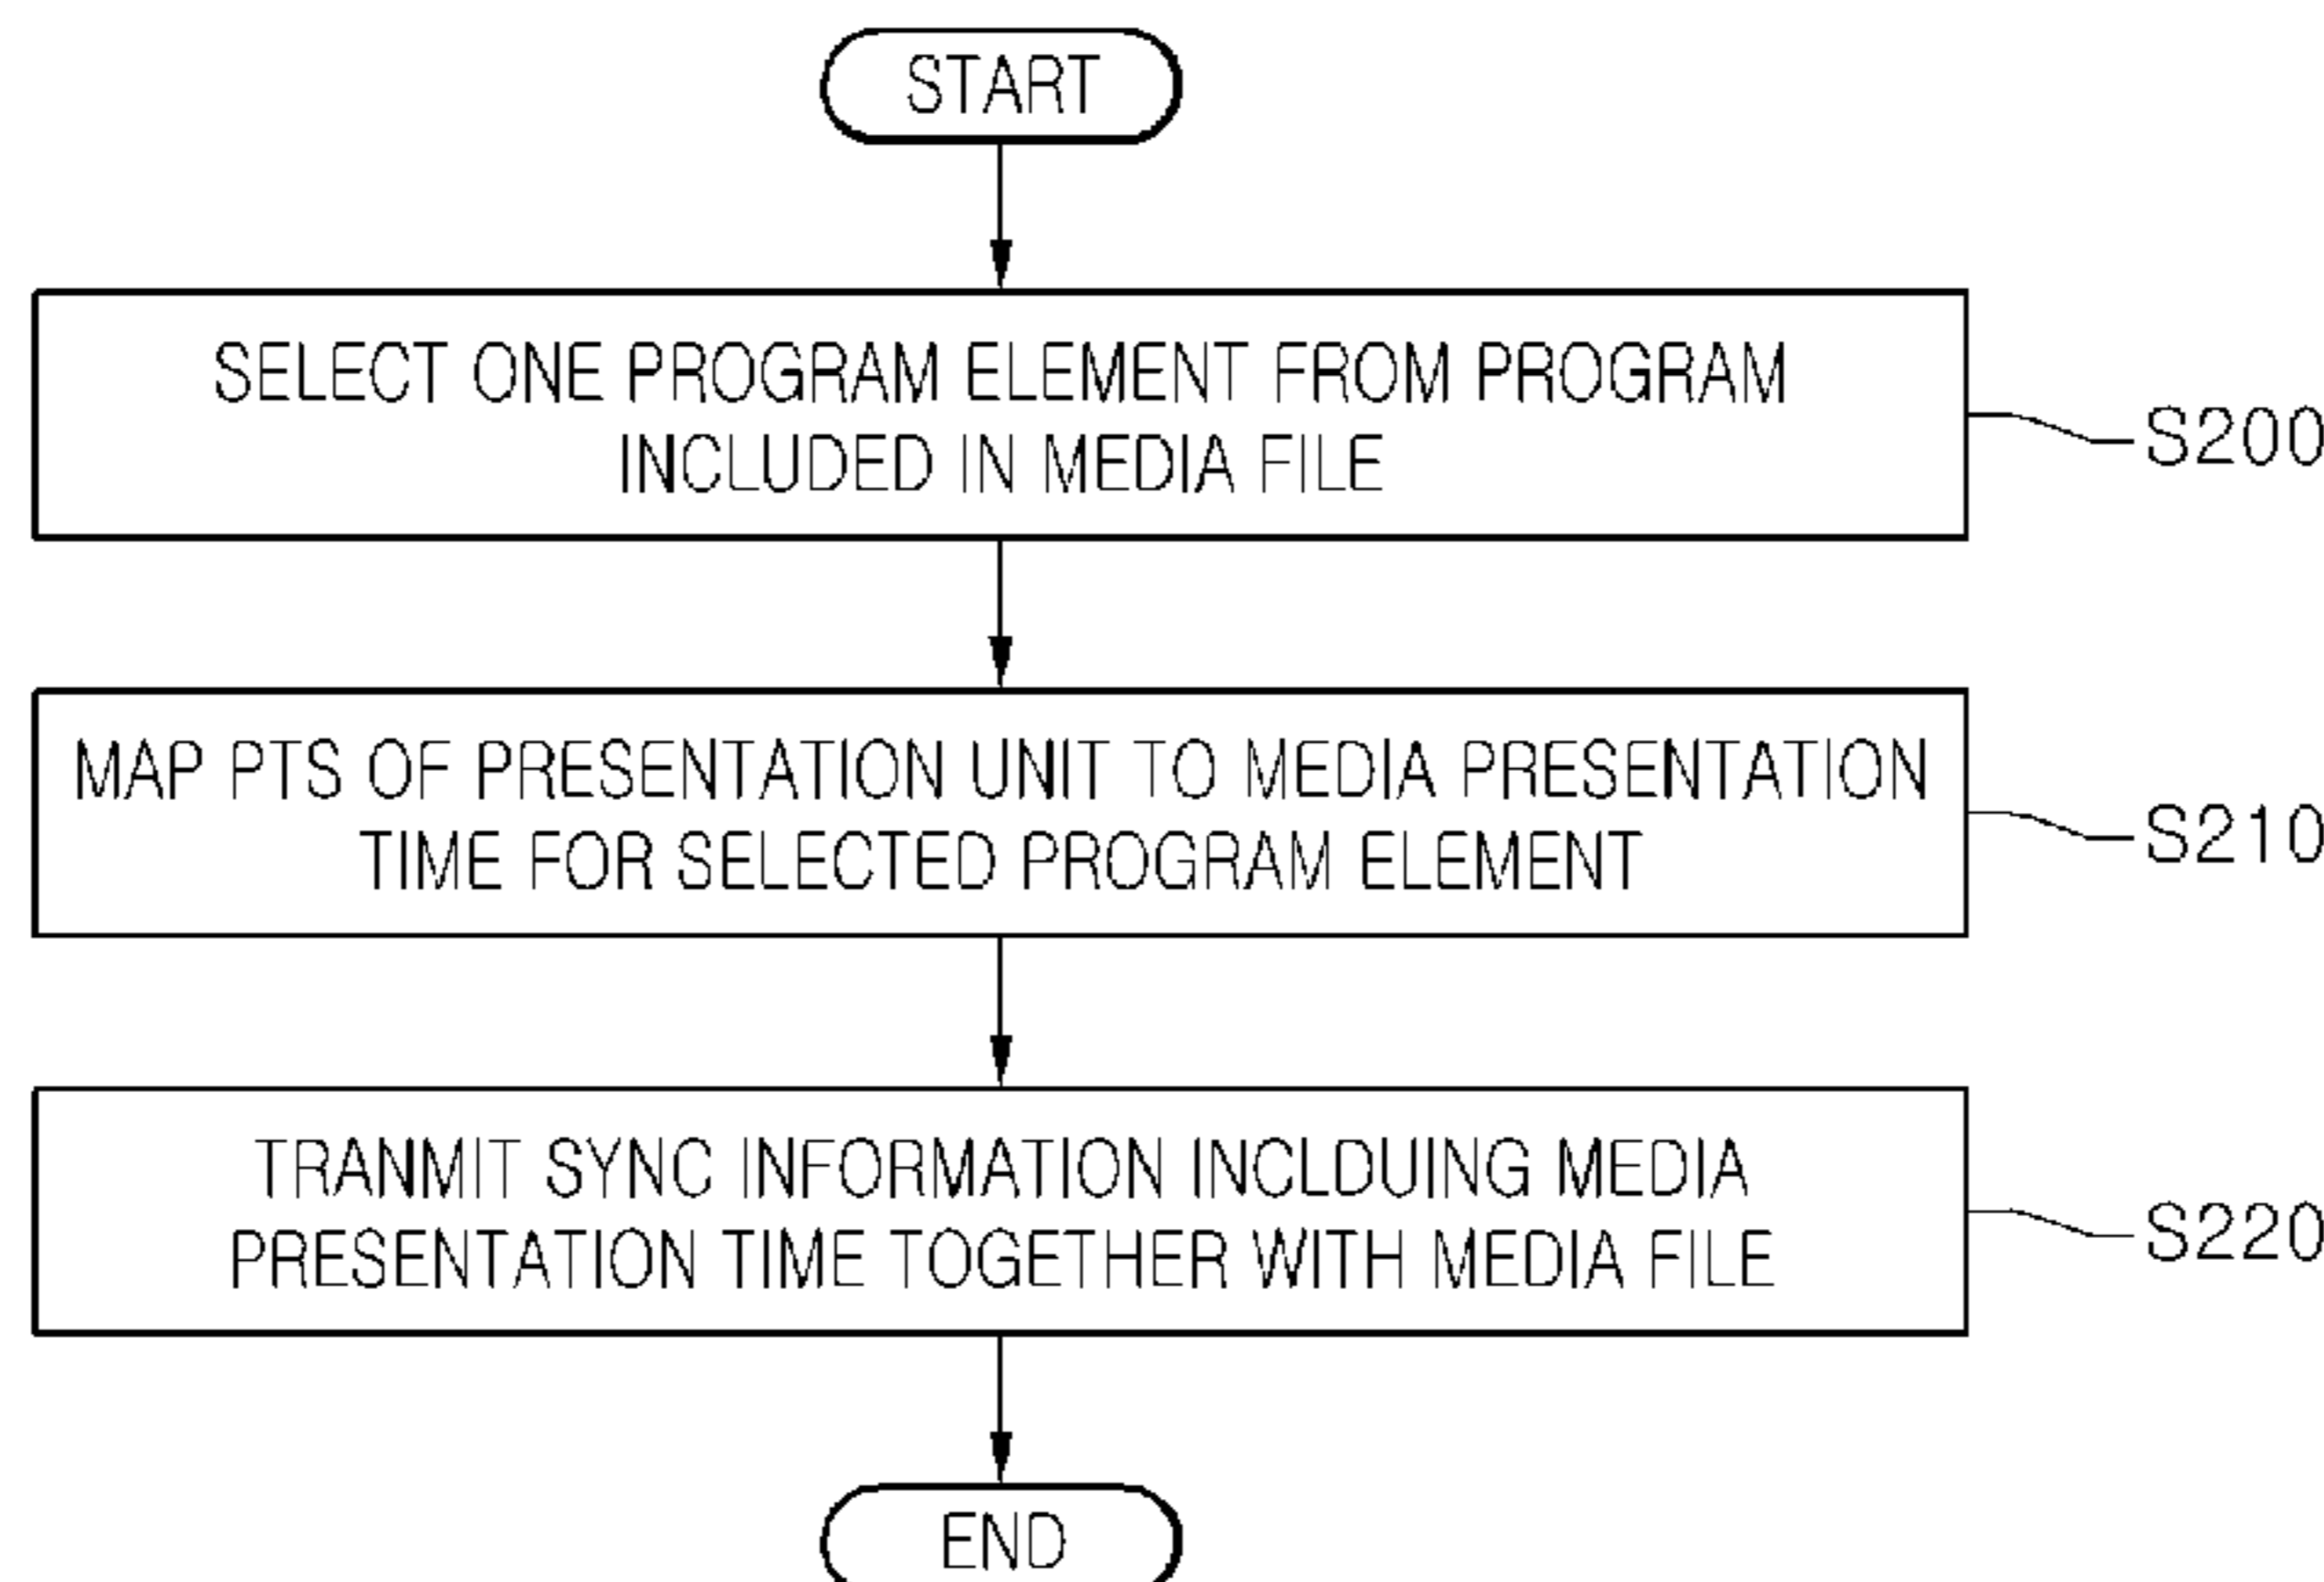 START
SELECT ONE PROGRAM ELEMENT FROM PROGRAM
INCLUDED IN MEDIA FILE
S200
MAP PTS OF PRESENTATION UNIT TO MEDIA PRESENTATION
TIME FOR SELECTED PROGRAM ELEMENT
S210
TRANMIT SYNC INFORMATION INCLDUING MEDIA
PRESENTATION TIME TOGETHER WITH MEDIA FILE
S220
END